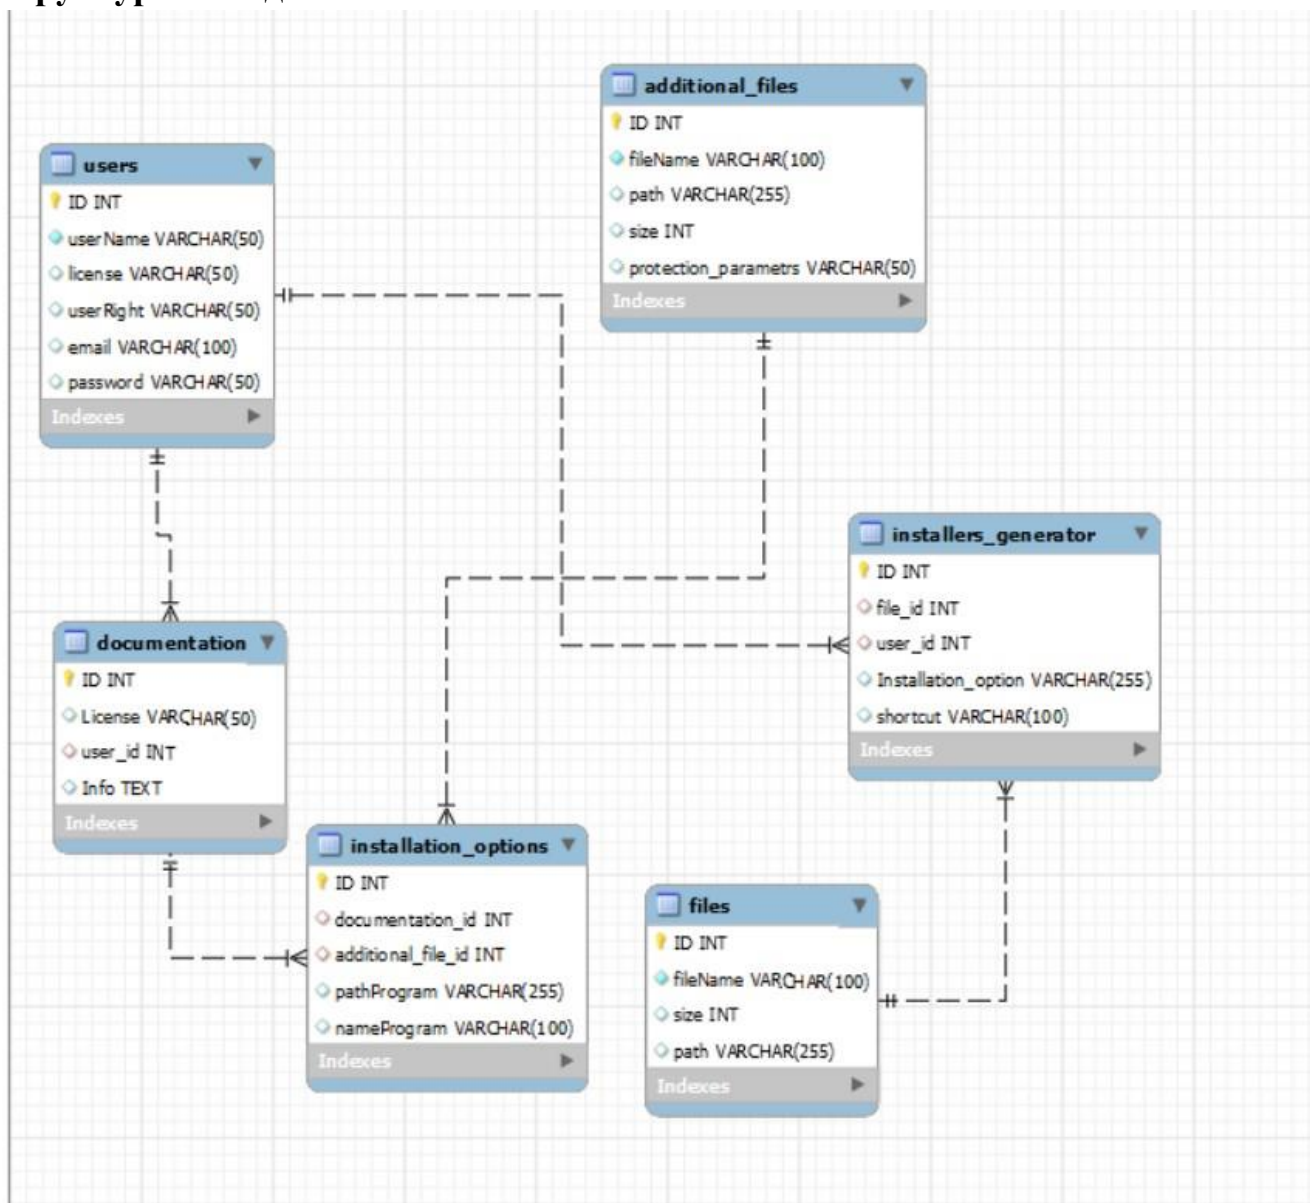 additional_files
ID INT
fileName VARCHAR(100)
path VARCHAR(255)
size INT
protection_parametrs VARCHAR(50)
Indexes
users
ID INT
userName VARCHAR(50)
license VARCHAR(50)
userRight VARCHAR(50)
email VARCHAR(100)
password VARCHAR(50)
Indexes
installers_generator
ID INT
file_id INT
user_id INT
Installation_option VARCHAR(255)
shortcut VARCHAR(100)
Indexes
documentation
ID INT
License VARCHAR(50)
user_id INT
Info TEXT
Indexes
installation_options
ID INT
documentation_id INT
additional_file_id INT
pathProgram VARCHAR(255)
nameProgram VARCHAR(100)
Indexes
files
ID INT
fileName VARCHAR(100)
size INT
path VARCHAR(255)
Indexes